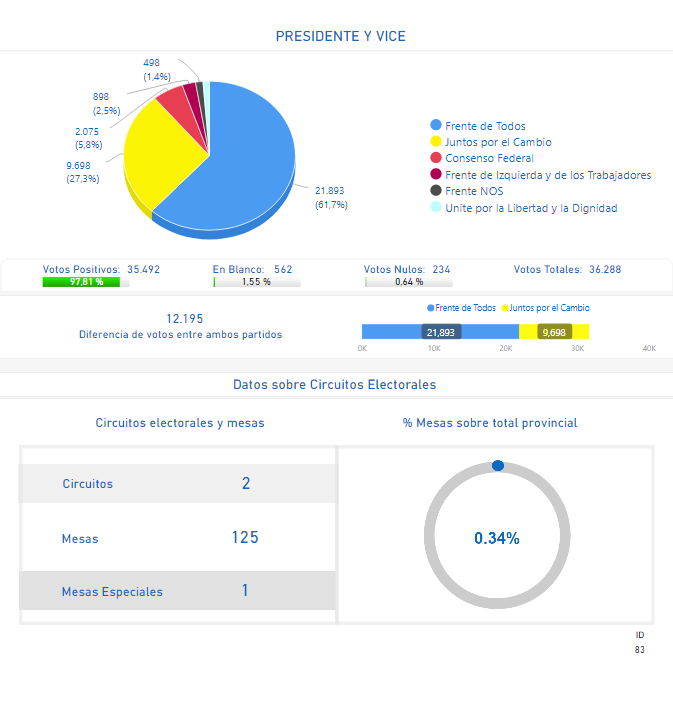 PRESIDENTE Y VICE
498
(1,4%)
898
(2,5%)
2.075
(5,8%)
9.698
(27,3%)
21.893
(61,7%)
Frente de Todos
Juntos por el Cambio
Consenso Federal
Frente de Izquierda y de los Trabajadores
Frente NOS
Unite por la Libertad y la Dignidad
Votos Positivos: 35.492
97,81 %
En Blanco: 562
1,55 %
Votos Nulos: 234
0,64 %
Votos Totales: 36.288
12.195
Diferencia de votos entre ambos partidos
Frente de Todos Juntos por el Cambio
21,893 9,698
0K 10K 20K 30K 40K
Datos sobre Circuitos Electorales
Circuitos electorales y mesas
Circuitos 2
Mesas 125
Mesas Especiales 1
% Mesas sobre total provincial
0.34%
ID
83